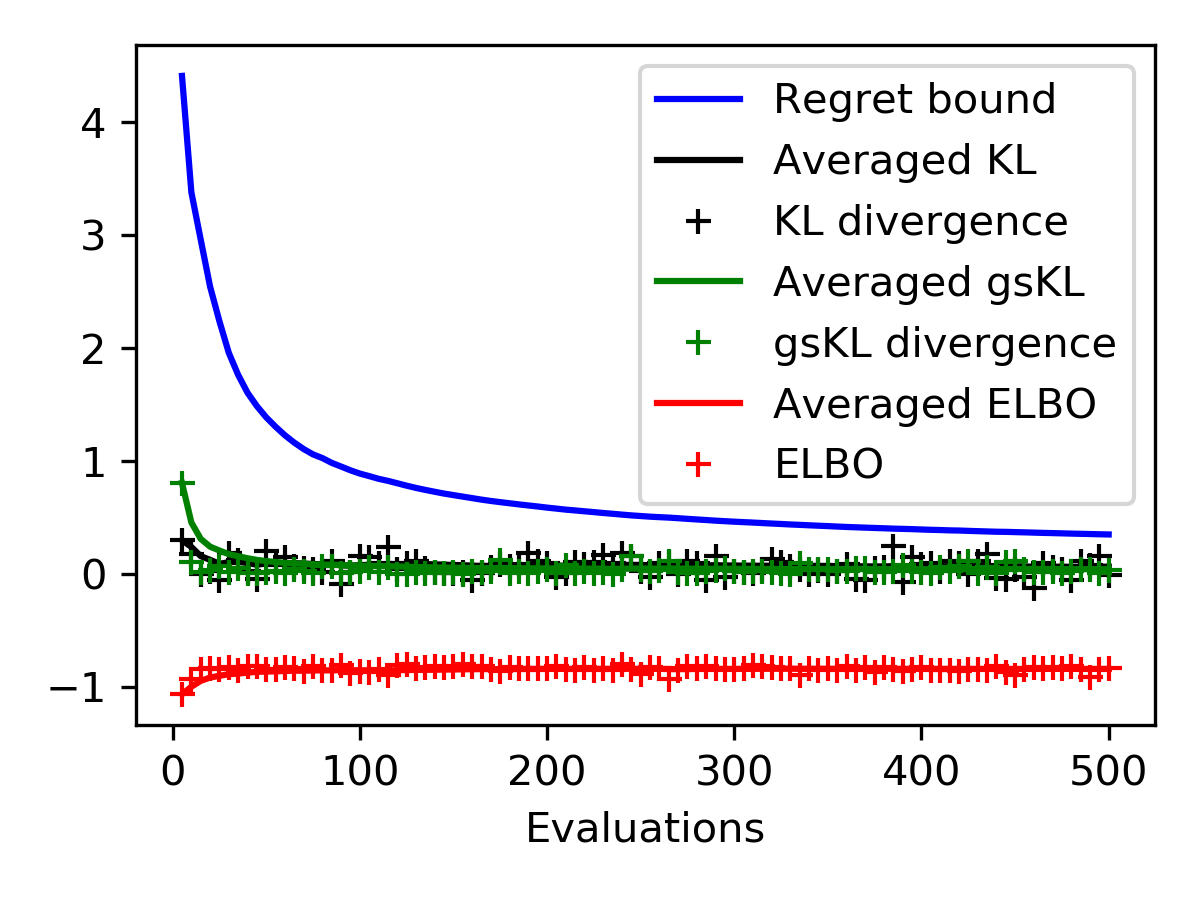 4
3
2
1
0
−1
0 100 200 300 400 500
Evaluations
Regret bound
Averaged KL
KL divergence
Averaged gsKL
gsKL divergence
Averaged ELBO
ELBO